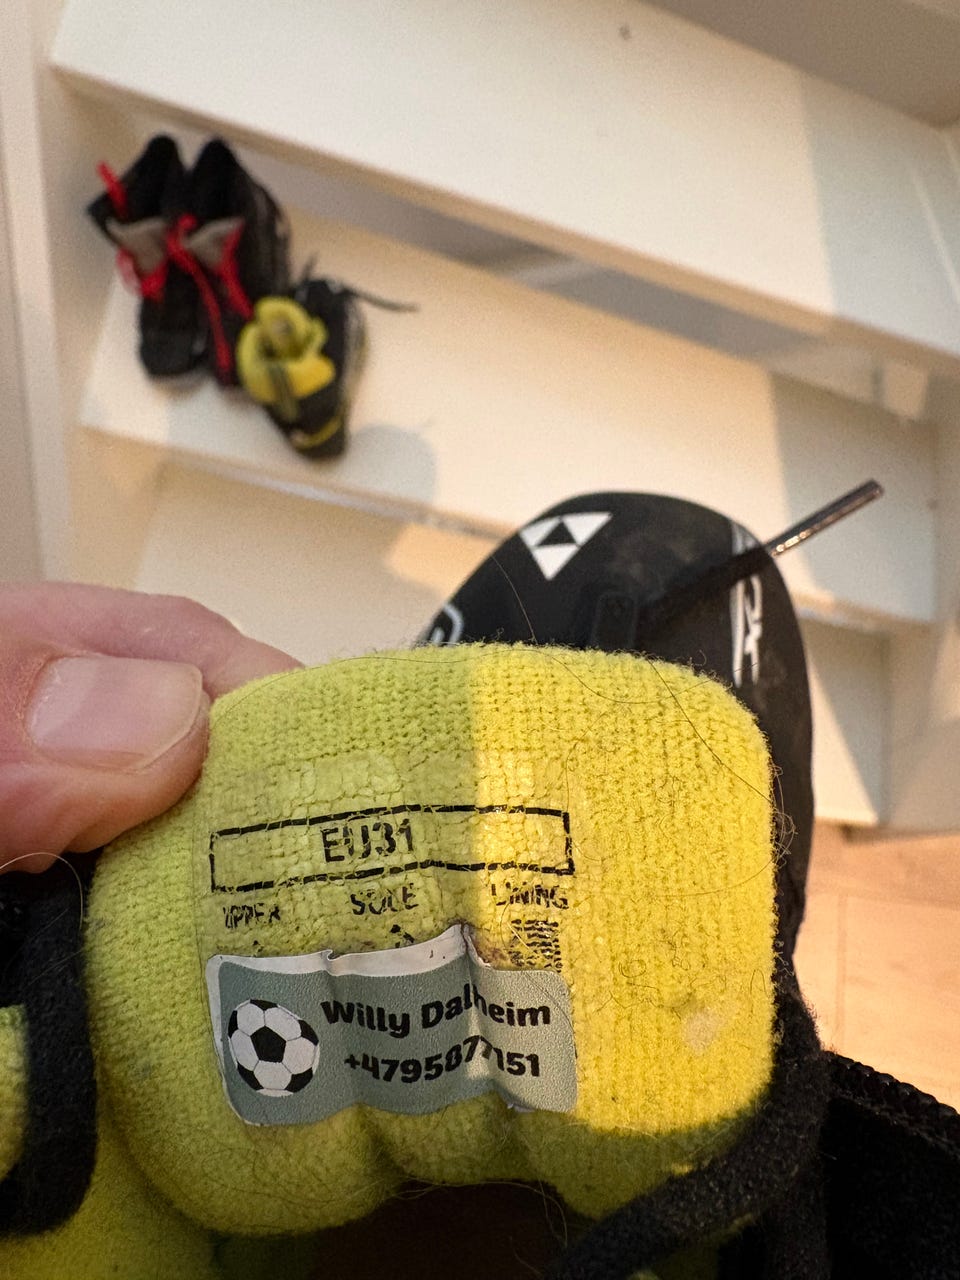 EU31
UPPER SOLE LINING
Willy Dalheim
+4795877151